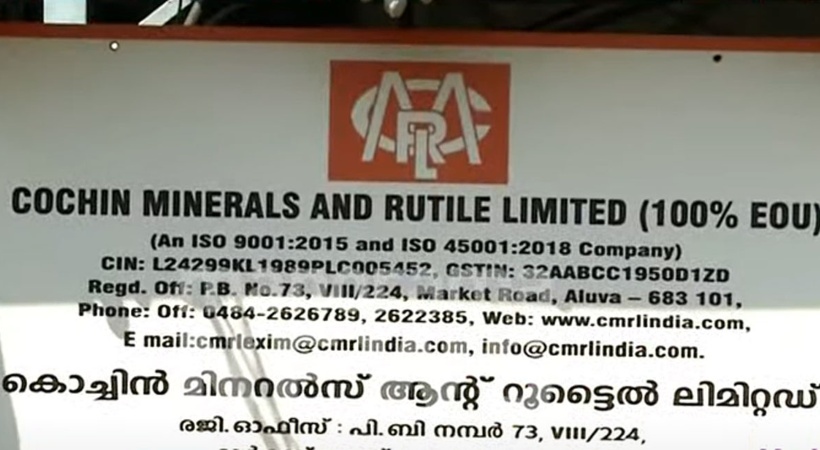 CMRL
COCHIN MINERALS AND RUTILE LIMITED (100% EOU)
(An ISO 9001:2015 and ISO 45001:2018 Company)
CIN: L24299KL1989PLC005452, GSTIN: 32AABCC1950D1ZD
Regd. Off: P.B. No.73, VIII/224, Market Road, Aluva – 683 101,
Phone: Off: 0484-2626789, 2622385, Web: www.cmrlindia.com,
E mail:cmrlexim@cmrlindia.com, info@cmrlindia.com.
കൊച്ചിൻ മിനറൽസ് ആന്റ് റൂട്ടൈൽ ലിമിറ്റഡ്
രജി. ഓഫീസ് : പി. ബി നമ്പർ 73, VIII/224,